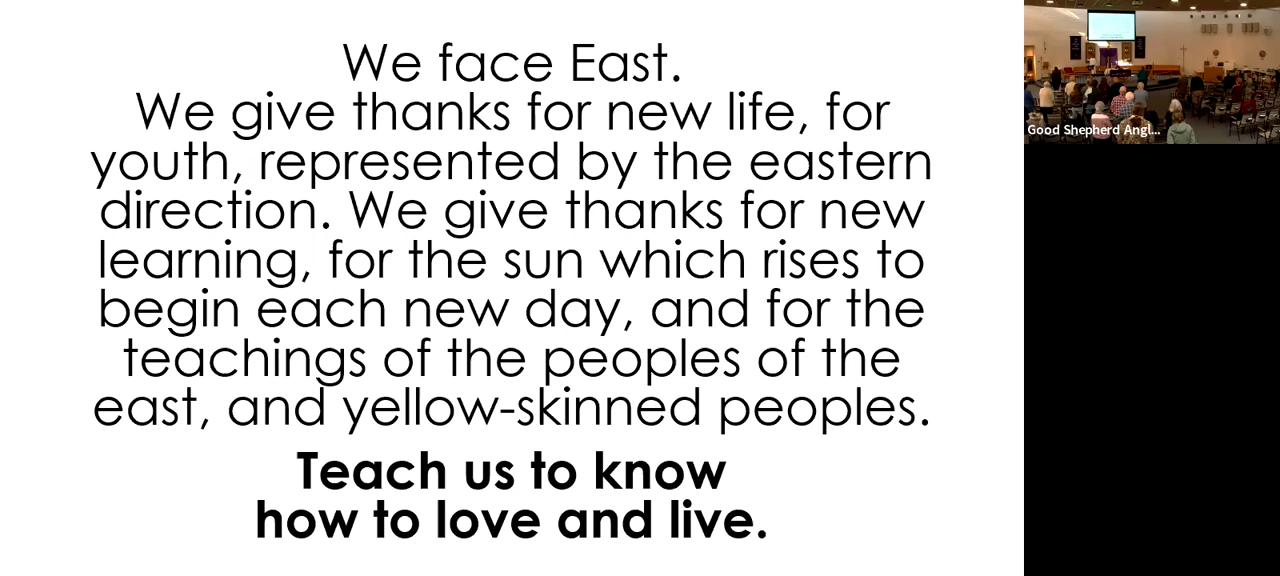 We face East.
We give thanks for new life, for
youth, represented by the eastern
direction. We give thanks for new
learning, for the sun which rises to
begin each new day, and for the
teachings of the peoples of the
east, and yellow-skinned peoples.
Teach us to know
how to love and live.
Good Shepherd Angl...